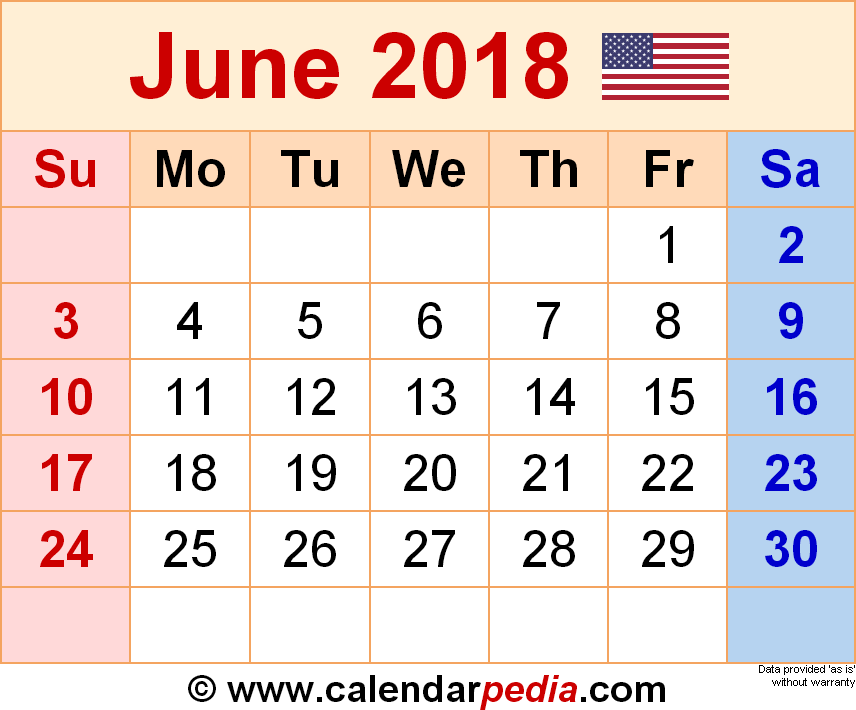 June 2018
Su Mo Tu We Th Fr Sa
1 2
3 4 5 6 7 8 9
10 11 12 13 14 15 16
17 18 19 20 21 22 23
24 25 26 27 28 29 30
Data provided 'as is'
without warranty
© www.calendarpedia.com